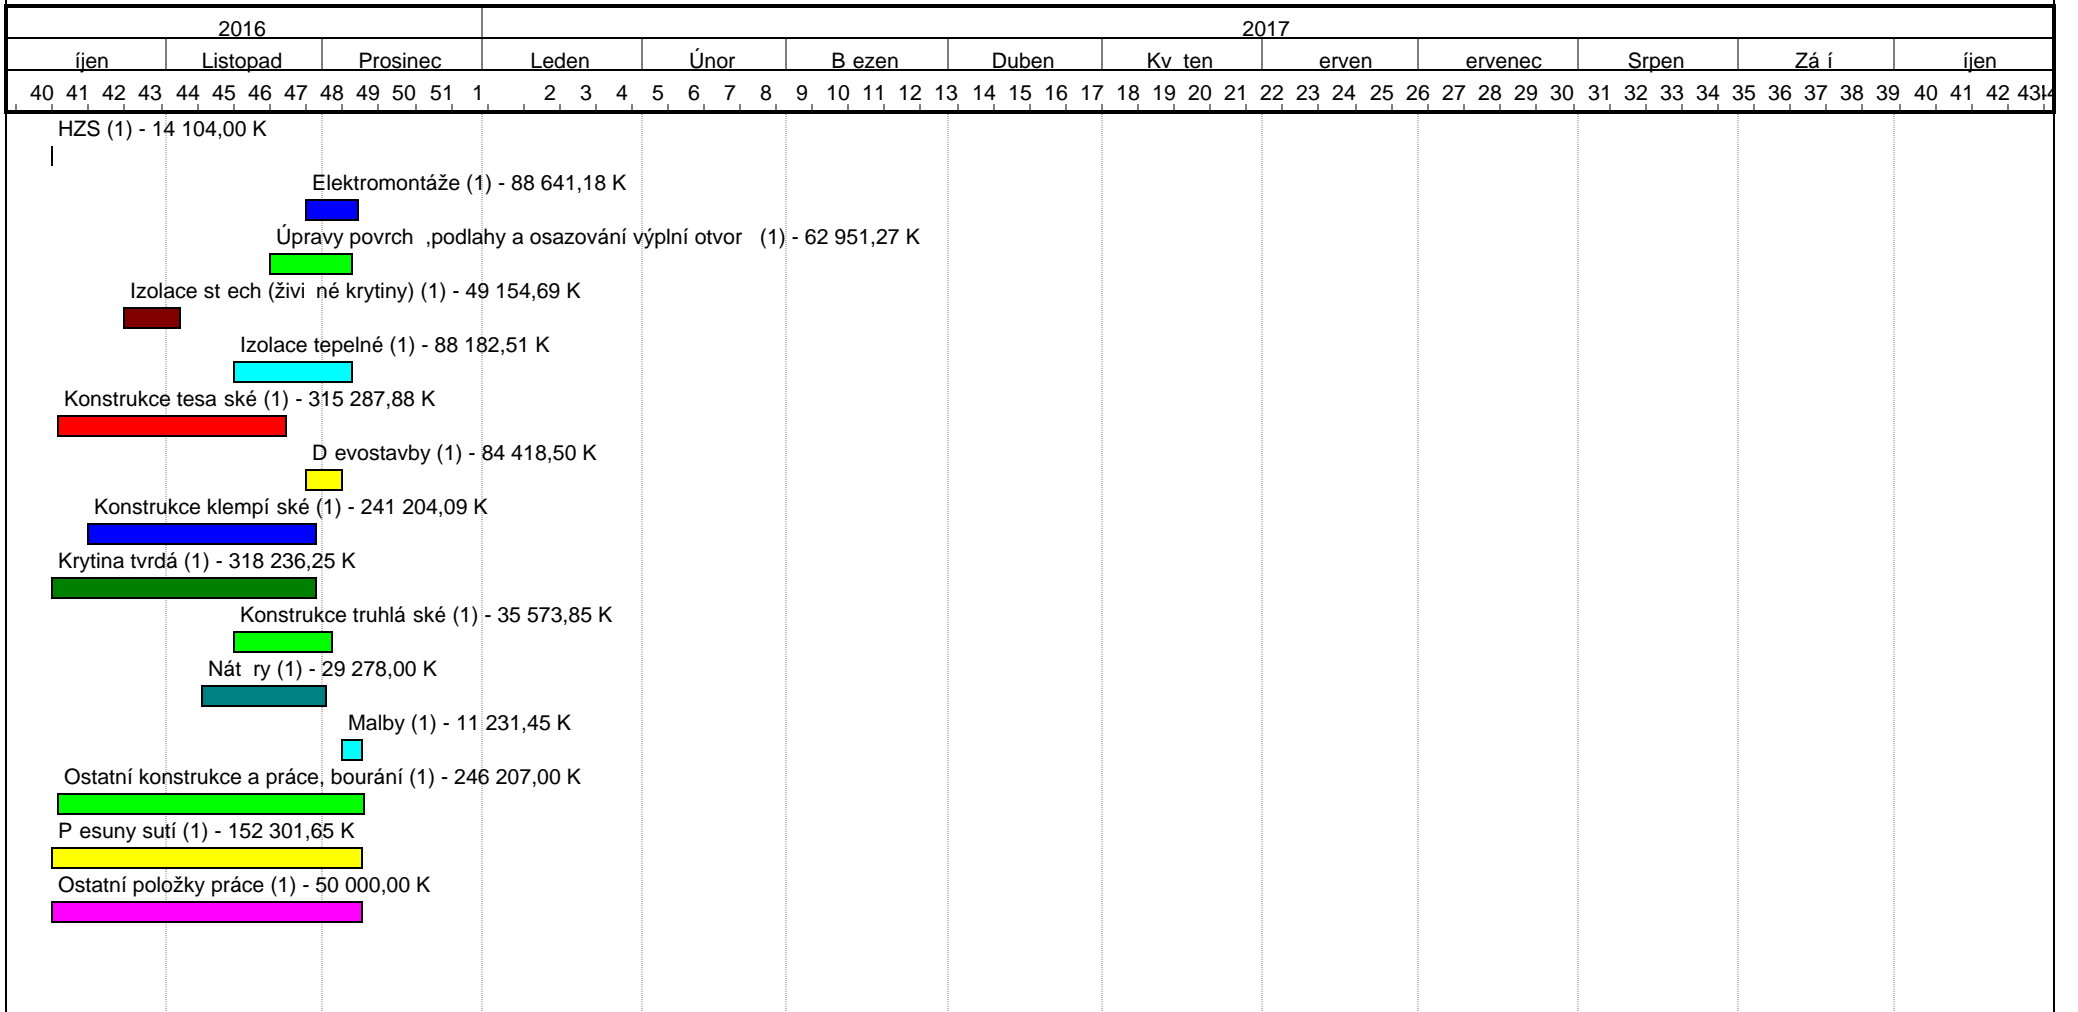 2016 2017
íjen Listopad Prosinec Leden Únor B ezen Duben Kv ten erven ervenec Srpen Zá í íjen
40 41 42 43 44 45 46 47 48 49 50 51 1 2 3 4 5 6 7 8 9 10 11 12 13 14 15 16 17 18 19 20 21 22 23 24 25 26 27 28 29 30 31 32 33 34 35 36 37 38 39 40 41 42 43 44
HZS (1) - 14 104,00 K
Elektromontáže (1) - 88 641,18 K
Úpravy povrch ,podlahy a osazování výplní otvor (1) - 62 951,27 K
Izolace st ech (živi né krytiny) (1) - 49 154,69 K
Izolace tepelné (1) - 88 182,51 K
Konstrukce tesa ské (1) - 315 287,88 K
D evostavby (1) - 84 418,50 K
Konstrukce klempí ské (1) - 241 204,09 K
Krytina tvrdá (1) - 318 236,25 K
Konstrukce truhlá ské (1) - 35 573,85 K
Nát ry (1) - 29 278,00 K
Malby (1) - 11 231,45 K
Ostatní konstrukce a práce, bourání (1) - 246 207,00 K
P esuny sutí (1) - 152 301,65 K
Ostatní položky práce (1) - 50 000,00 K